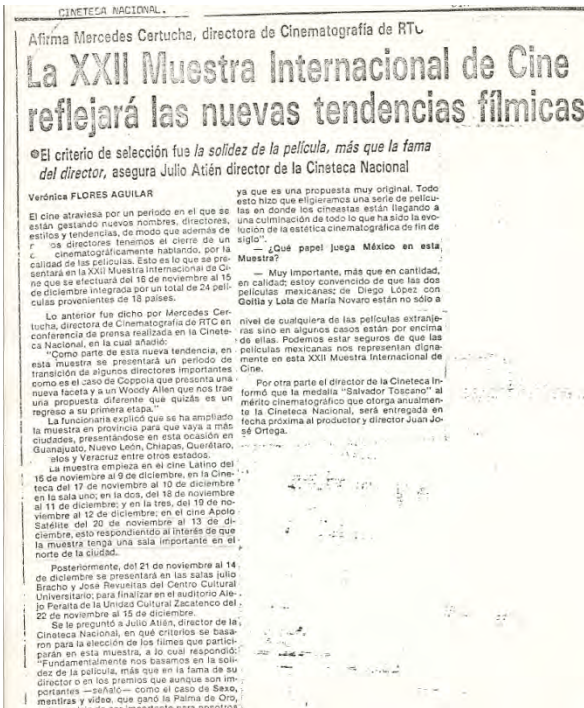 CINETECA NACIONAL.
Afirma Mercedes Certucha, directora de Cinematografía de RTC
La XXII Muestra Internacional de Cine
reflejará las nuevas tendencias fílmicas
El criterio de selección fue la solidez de la película, más que la fama
del director, asegura Julio Atién director de la Cineteca Nacional
Verónica FLORES AGUILAR
El cine atraviesa por un periodo en el que se
están gestando nuevos nombres, directores,
estilos y tendencias, de modo que además de
os directores tenemos el cierre de un
cinematográficamente hablando, por la
calidad de las películas. Esto es lo que se pre-
sentará en la XXII Muestra Internacional de Ci-
ne que se efectuará del 16 de noviembre al 15
de diciembre integrada por un total de 24 pelí-
culas provenientes de 18 países.
Lo anterior fue dicho por Mercedes Cer-
tucha, directora de Cinematografía de RTC en
conferencia de prensa realizada en la Cinete-
ca Nacional, en la cual añadió:
"Como parte de esta nueva tendencia, en
esta muestra se presentará un periodo de
transición de algunos directores importantes
como es el caso de Coppola que presenta una
nueva faceta y a un Woody Allen que nos trae
una propuesta diferente que quizás es un
regreso a su primera etapa."
La funcionaria explicó que se ha ampliado
la muestra en provincia para que vaya a más
ciudades, presentándose en esta ocasión en
Guanajuato, Nuevo León, Chiapas, Querétaro,
y Veracruz entre otros estados.
La muestra empieza en el cine Latino del
16 de noviembre al 9 de diciembre, en la Cine-
teca del 17 de noviembre al 10 de diciembre
en la sala uno; en la dos, del 18 de noviembre
al 11 de diciembre; y en la tres, del 19 de no-
viembre al 12 de diciembre; en el cine Apolo
Satélite del 20 de noviembre al 13 de di-
ciembre, esto respondiendo al interés de que
la muestra tenga una sala importante en el
norte de la ciudad.
Posteriormente, del 21 de noviembre al 14
de diciembre se presentará en las salas julio
Bracho y José Revueltas del Centro Cultural
Universitario; para finalizar en el auditorio Ale-
jo Peralta de la Unidad Cultural Zacatenco del
22 de noviembre al 15 de diciembre.
Se le preguntó a Julio Atién, director de la
Cineteca Nacional, en qué criterios se basa-
ron para la elección de los filmes que partici-
parán en esta muestra, a lo cual respondió:
"Fundamentalmente nos basamos en la soli-
dez de la película, más que en la fama de su
director o en los premios que aunque son im-
portantes —señaló— como el caso de Sexo,
mentiras y video, que ganó la Palma de Oro,
ya que es una propuesta muy original. Todo
esto hizo que eligieramos una serie de pelícu-
las en donde los cineastas están llegando a
una culminación de todo lo que ha sido la evo-
lución de la estética cinematográfica de fin de
siglo".
— ¿Qué papel juega México en esta
Muestra?
— Muy importante, más que en cantidad,
en calidad; estoy convencido de que las dos
películas mexicanas; de Diego López con
Goitia y Lola de María Novaro están no sólo a
nivel de cualquiera de las películas extranje-
ras sino en algunos casos están por encima
de ellas. Podemos estar seguros de que las
películas mexicanas nos representan digna-
mente en esta XXII Muestra Internacional de
Cine.
Por otra parte el director de la Cineteca in-
formó que la medalla "Salvador Toscano" al
mérito cinematográfico que otorga anualmen-
te la Cineteca Nacional, será entregada en
fecha próxima al productor y director Juan Jo-
sé Ortega.